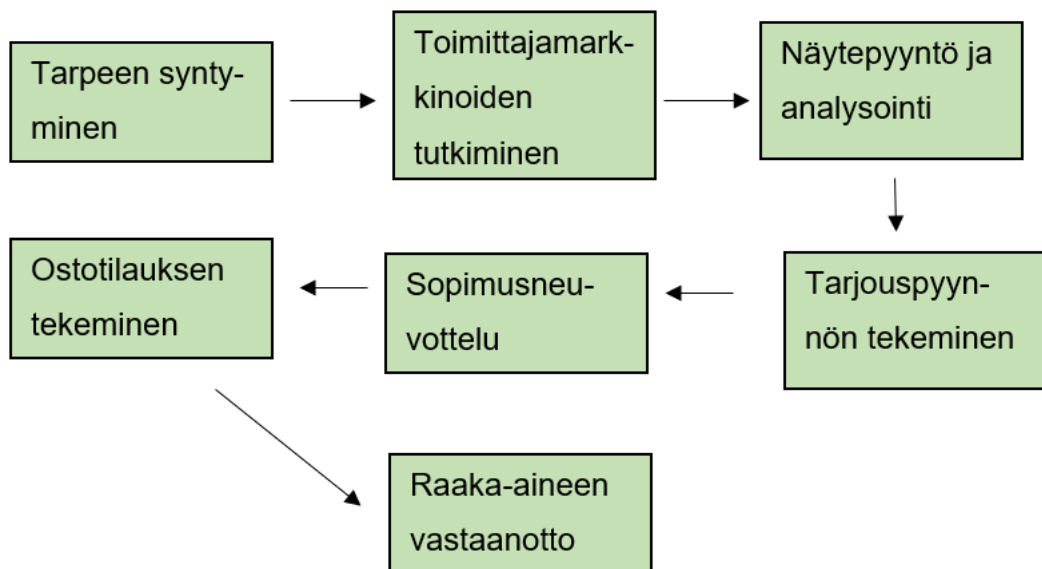 Tarpeen synty-
minen
Toimittajamark-
kinoiden
tutkiminen
Näytepyyntö ja
analysointi
Tarjouspyyn-
nön tekeminen
Sopimusneu-
vottelu
Ostotilauksen
tekeminen
Raaka-aineen
vastaanotto